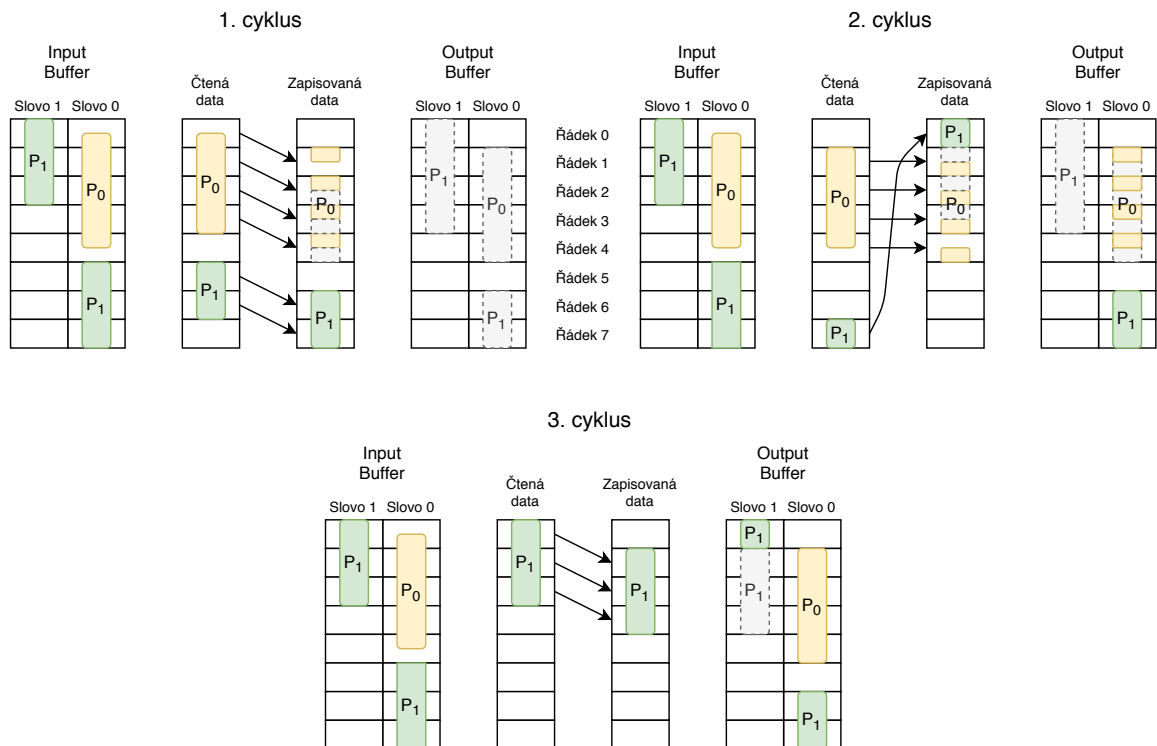 1. cyklus
Input
Buffer
Čtená
data
Zapisovaná
data
Output
Buffer
Slovo 1 Slovo 0
Slovo 1 Slovo 0
P1
P0
P1
P0
P1
P0
P1
P1
P0
P1
Řádek 0
Řádek 1
Řádek 2
Řádek 3
Řádek 4
Řádek 5
Řádek 6
Řádek 7
2. cyklus
Input
Buffer
Čtená
data
Zapisovaná
data
Output
Buffer
Slovo 1 Slovo 0
Slovo 1 Slovo 0
P1
P0
P1
P0
P1
P1
P0
P1
P0
P1
3. cyklus
Input
Buffer
Čtená
data
Zapisovaná
data
Output
Buffer
Slovo 1 Slovo 0
Slovo 1 Slovo 0
P1
P0
P1
P1
P1
P1
P1
P0
P1